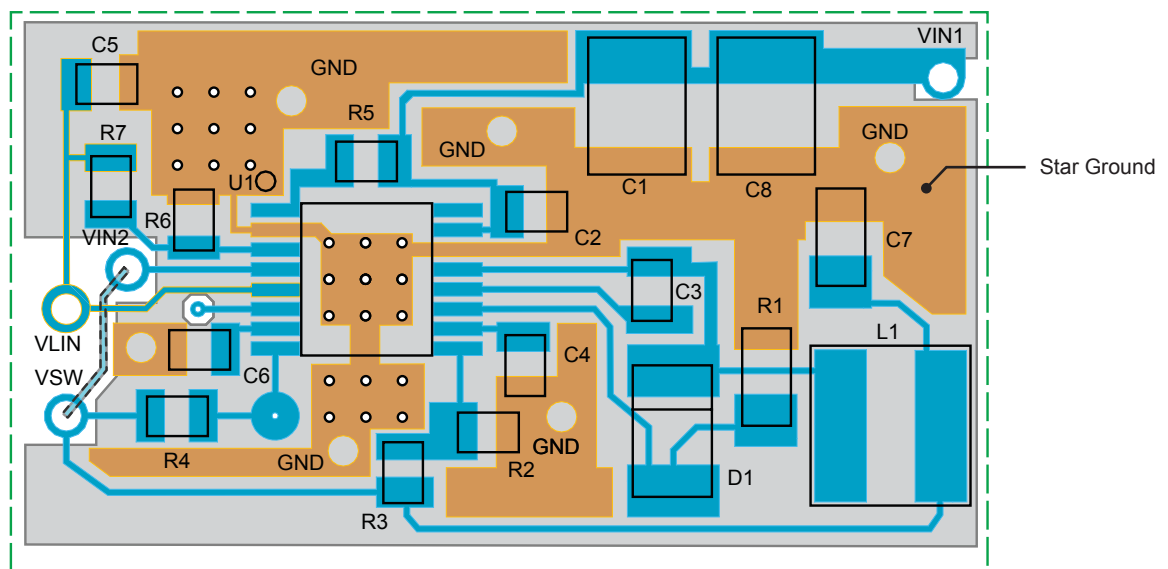 VIN1
C5
GND
R5
GND
GND
Star Ground
R7
U1
C1
C8
R6
VIN2
C2
C7
C3
R1
L1
VLIN
C6
C4
VSW
R4
GND
R2
GND
D1
R3